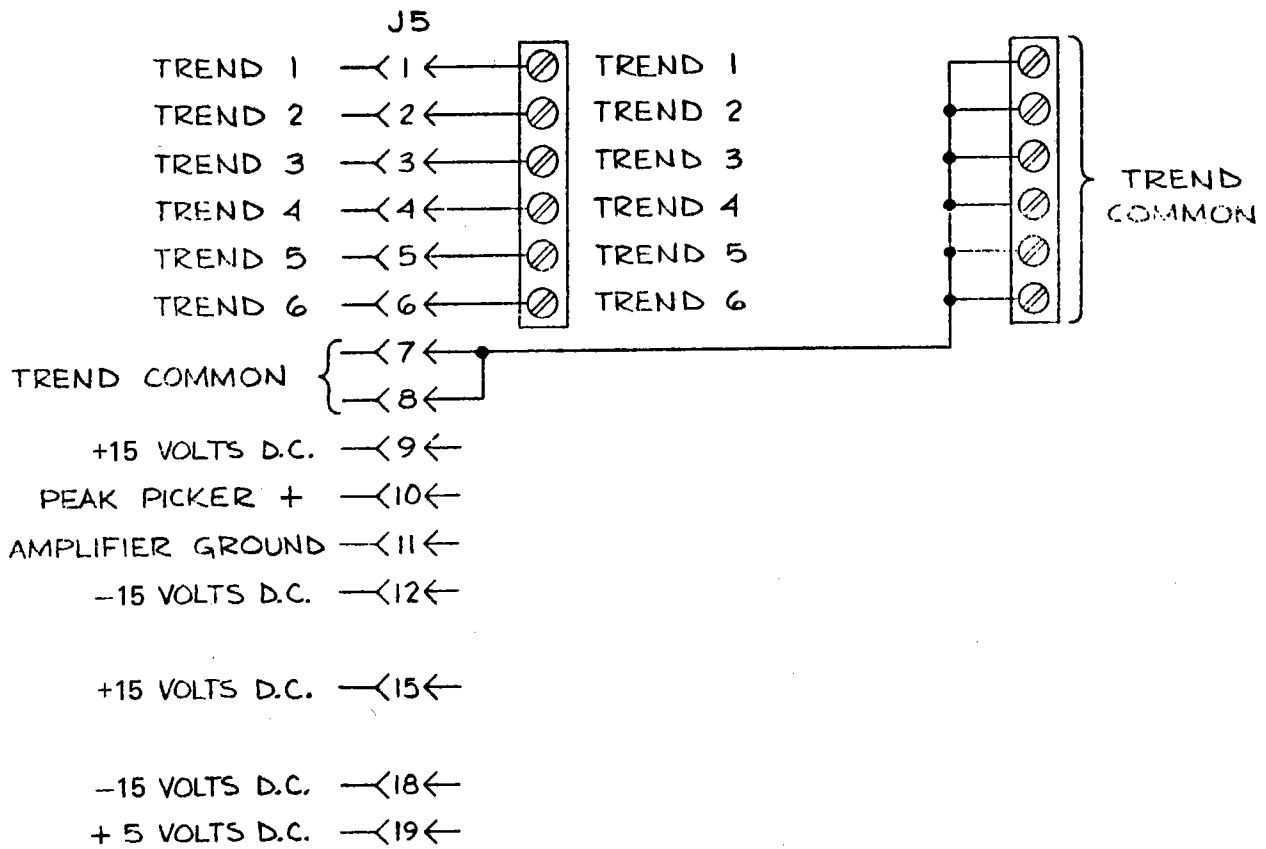 J5
TREND 1 1 TREND 1
TREND 2 2 TREND 2
TREND 3 3 TREND 3
TREND 4 4 TREND 4
TREND 5 5 TREND 5
TREND 6 6 TREND 6
TREND
COMMON
TREND COMMON 7
8
+15 VOLTS D.C. 9
PEAK PICKER + 10
AMPLIFIER GROUND 11
−15 VOLTS D.C. 12
+15 VOLTS D.C. 15
−15 VOLTS D.C. 18
+ 5 VOLTS D.C. 19